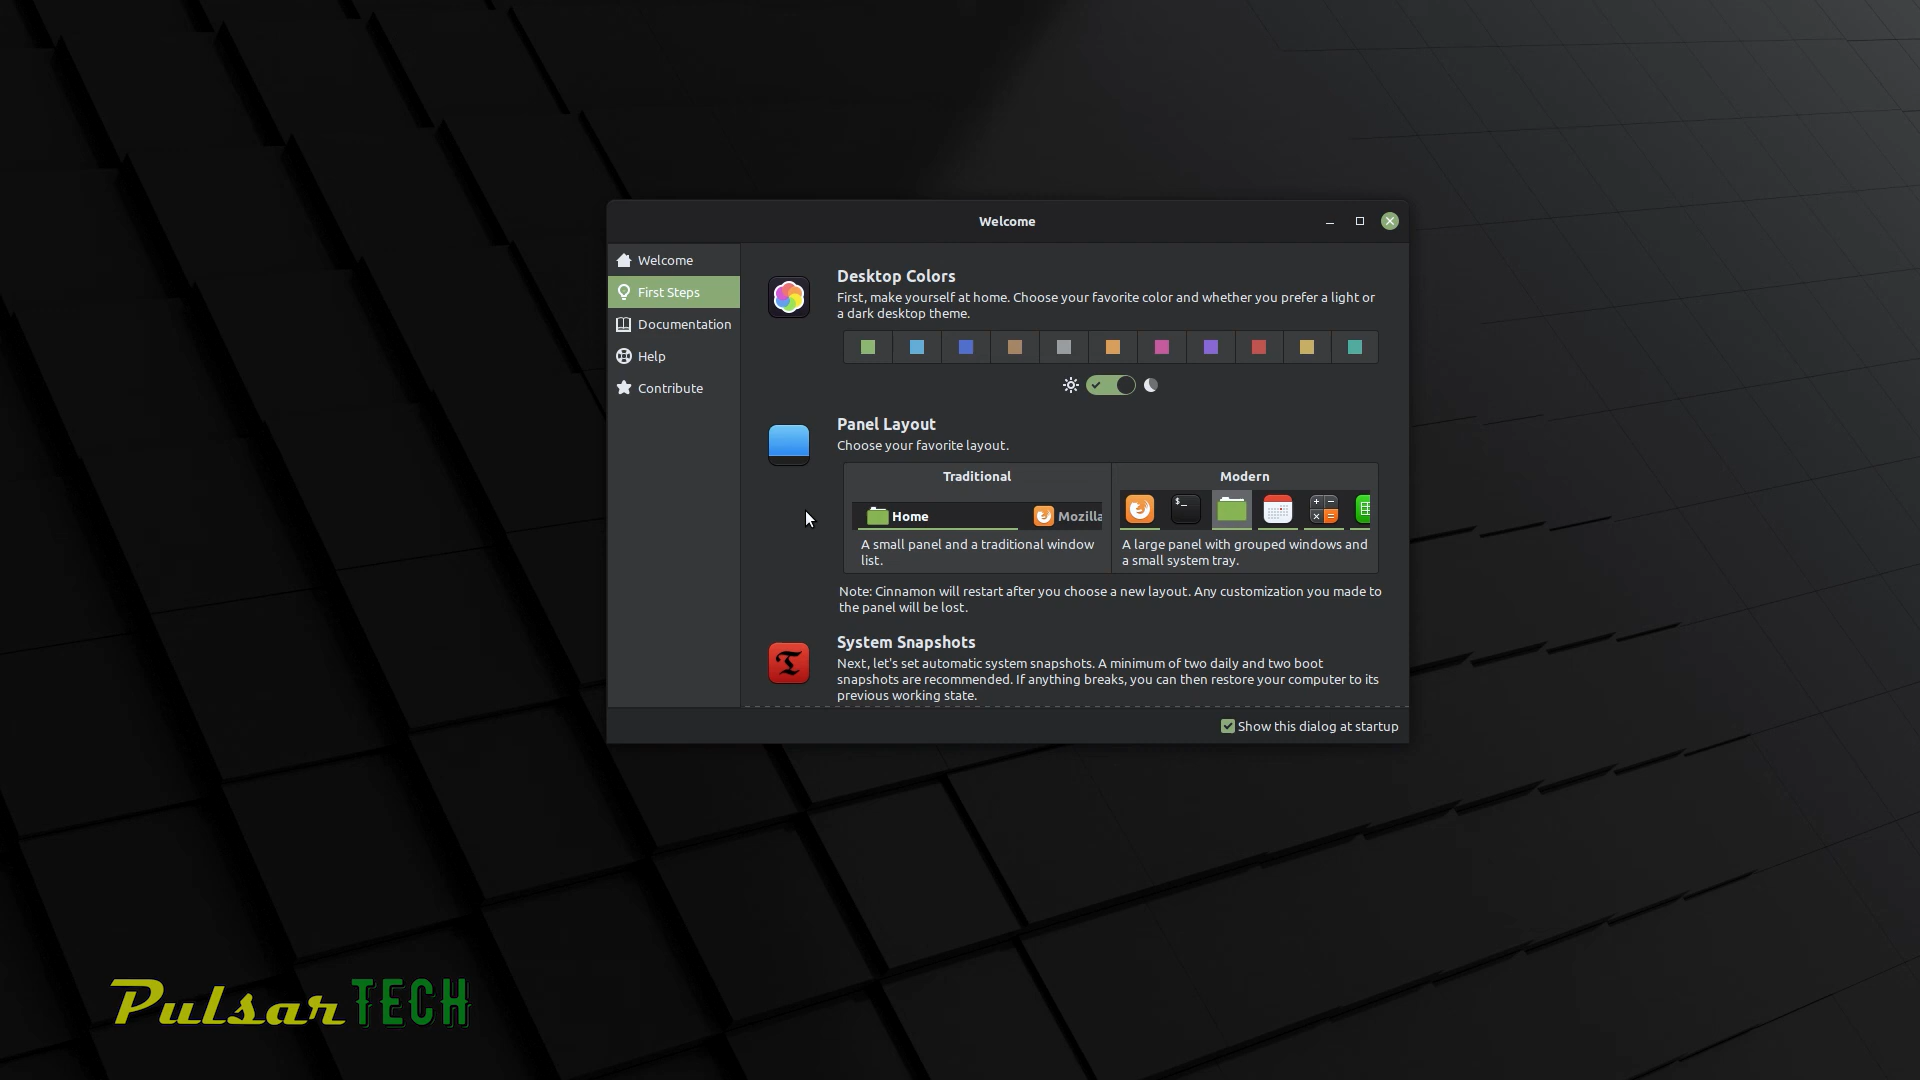 Welcome
Welcome
First Steps
Documentation
Help
Contribute
Desktop Colors
First, make yourself at home. Choose your favorite color and whether you prefer a light or
a dark desktop theme.
Panel Layout
Choose your favorite layout.
Traditional
Modern
Home
Mozilla
$_
A small panel and a traditional window
list.
A large panel with grouped windows and
a small system tray.
Note: Cinnamon will restart after you choose a new layout. Any customization you made to
the panel will be lost.
System Snapshots
Next, let's set automatic system snapshots. A minimum of two daily and two boot
snapshots are recommended. If anything breaks, you can then restore your computer to its
previous working state.
Show this dialog at startup
Pulsar TECH